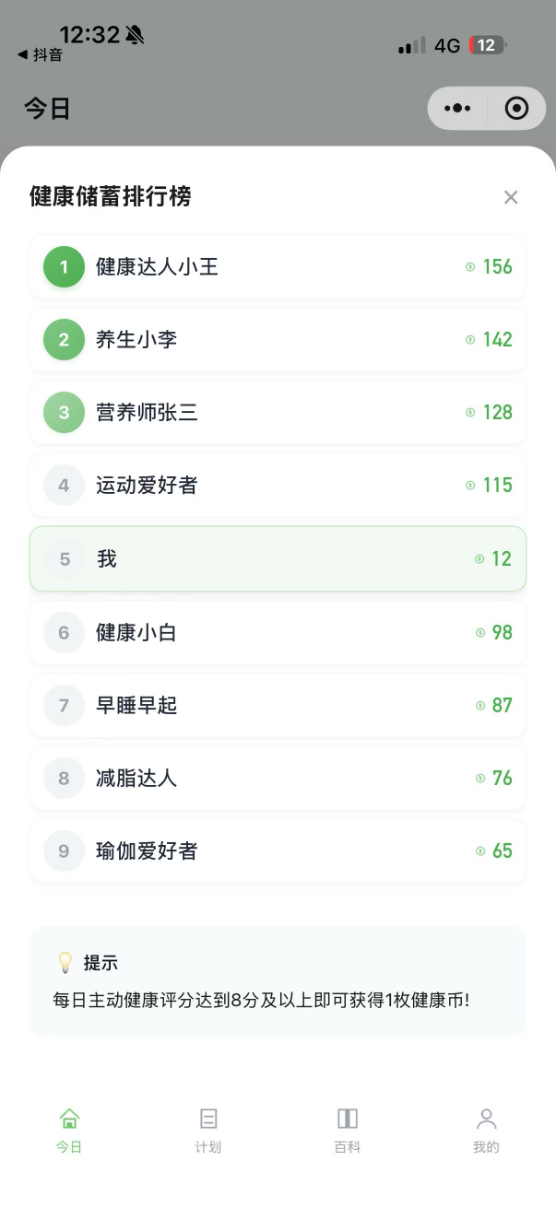 12:32
4G
12
◀ 抖音
今日
健康储蓄排行榜
1 健康达人小王 156
2 养生小李 142
3 营养师张三 128
4 运动爱好者 115
5 我 12
6 健康小白 98
7 早睡早起 87
8 减脂达人 76
9 瑜伽爱好者 65
提示
每日主动健康评分达到8分及以上即可获得1枚健康币!
今日
计划
百科
我的